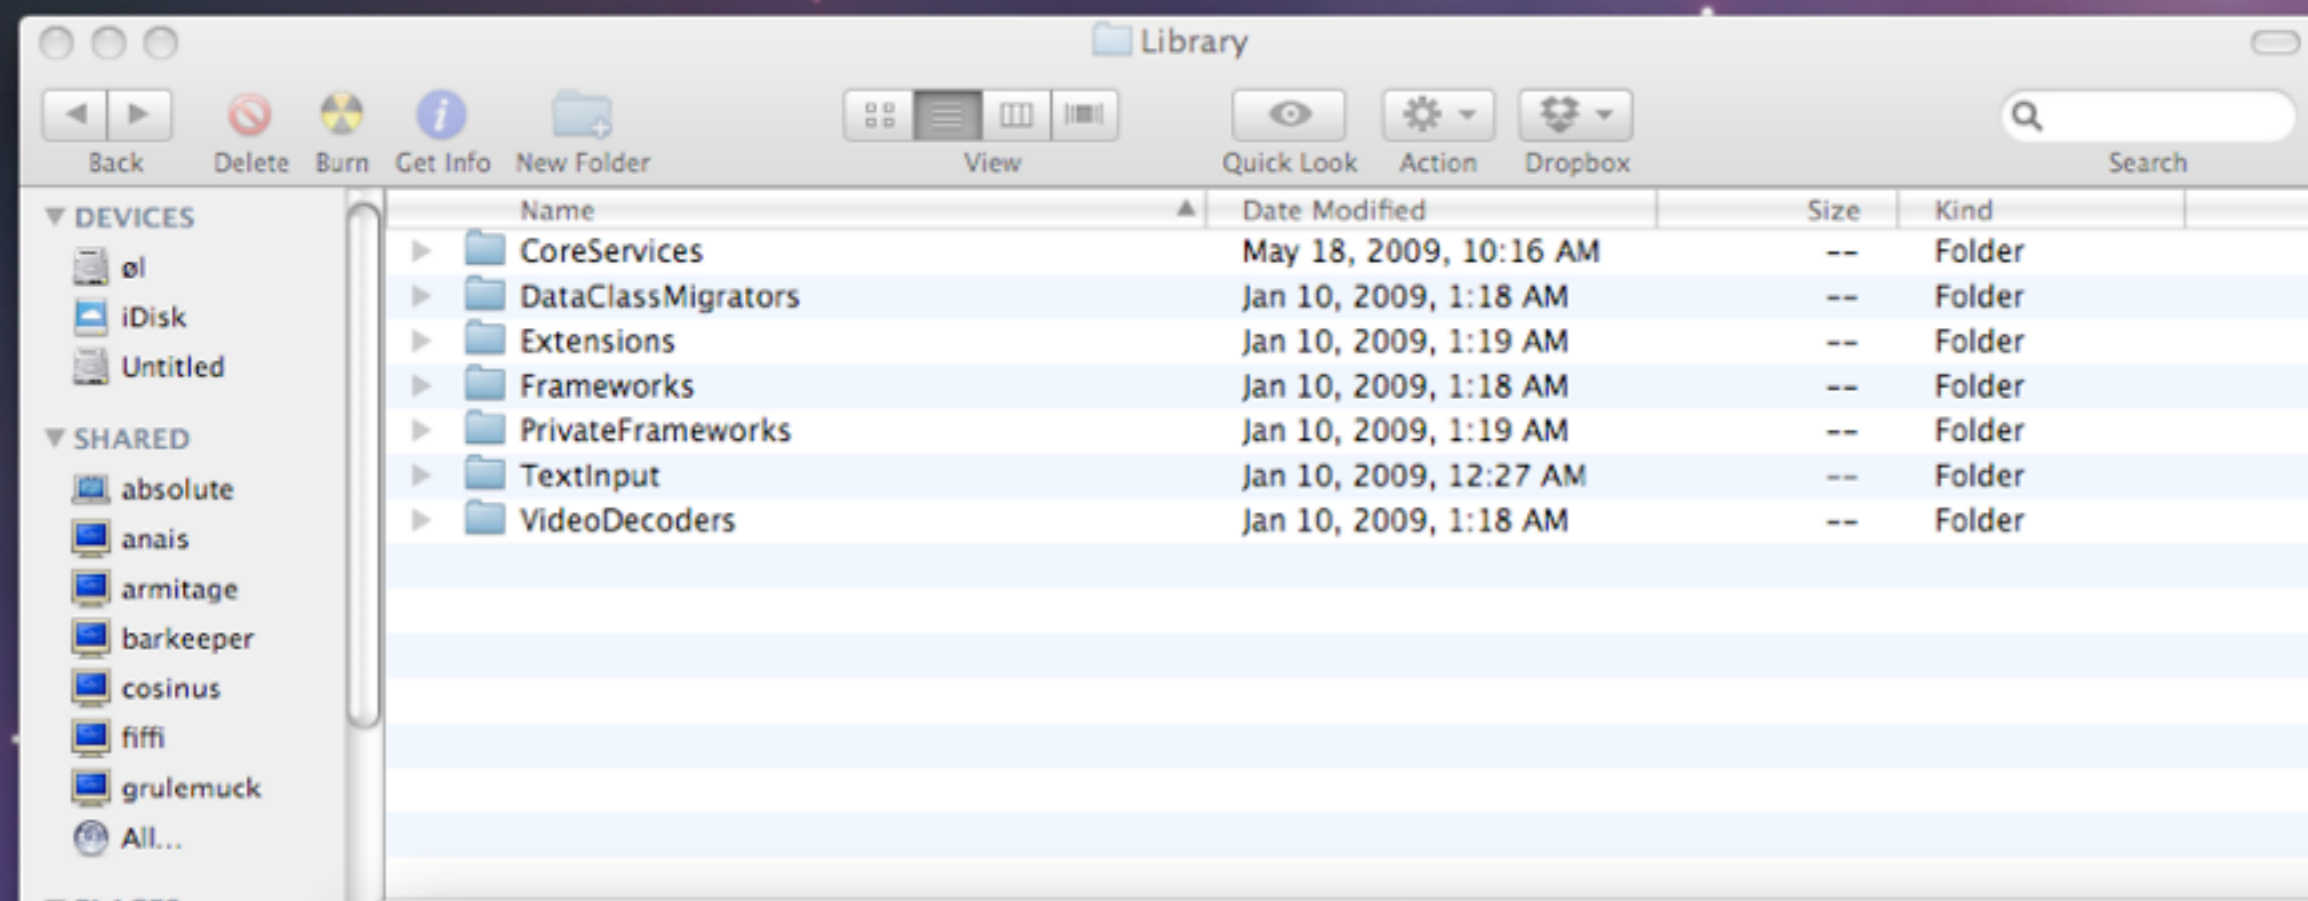 Library
Back Delete Burn Get Info New Folder View Quick Look Action Dropbox Search
DEVICES
øl
iDisk
Untitled
SHARED
absolute
anais
armitage
barkeeper
cosinus
fiffi
grulemuck
All...
Name Date Modified Size Kind
CoreServices May 18, 2009, 10:16 AM -- Folder
DataClassMigrators Jan 10, 2009, 1:18 AM -- Folder
Extensions Jan 10, 2009, 1:19 AM -- Folder
Frameworks Jan 10, 2009, 1:18 AM -- Folder
PrivateFrameworks Jan 10, 2009, 1:19 AM -- Folder
TextInput Jan 10, 2009, 12:27 AM -- Folder
VideoDecoders Jan 10, 2009, 1:18 AM -- Folder